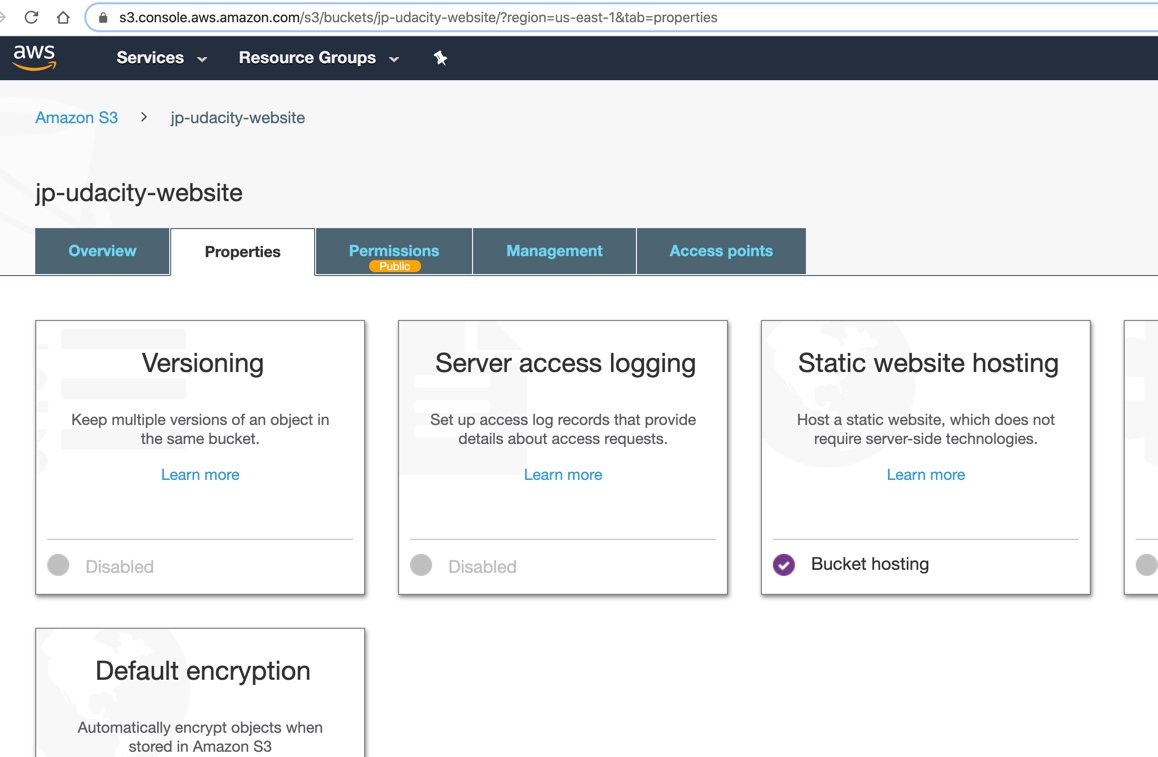 s3.console.aws.amazon.com/s3/buckets/jp-udacity-website/?region=us-east-1&tab=properties
aws Services Resource Groups
Amazon S3 > jp-udacity-website
jp-udacity-website
Overview Properties Permissions Management Access points
Public
Versioning
Keep multiple versions of an object in
the same bucket.
Learn more
Disabled
Server access logging
Set up access log records that provide
details about access requests.
Learn more
Disabled
Static website hosting
Host a static website, which does not
require server-side technologies.
Learn more
Bucket hosting
Default encryption
Automatically encrypt objects when
stored in Amazon S3